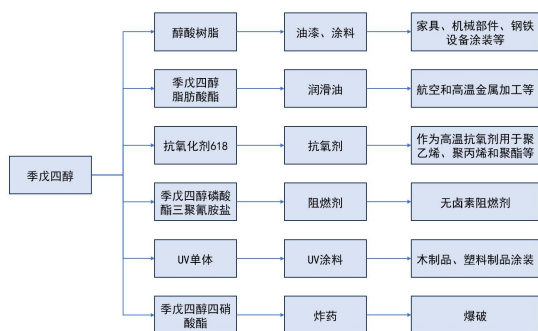 季戊四醇
醇酸树脂
油漆、涂料
家具、机械部件、钢铁
设备涂装等
季戊四醇
脂肪酸酯
润滑油
航空和高温金属加工等
抗氧化剂618
抗氧剂
作为高温抗氧剂用于聚
乙烯、聚丙烯和聚酯等
季戊四醇磷酸
酯三聚氰胺盐
阻燃剂
无卤素阻燃剂
UV单体
UV涂料
木制品、塑料制品涂装
季戊四醇四硝
酸酯
炸药
爆破